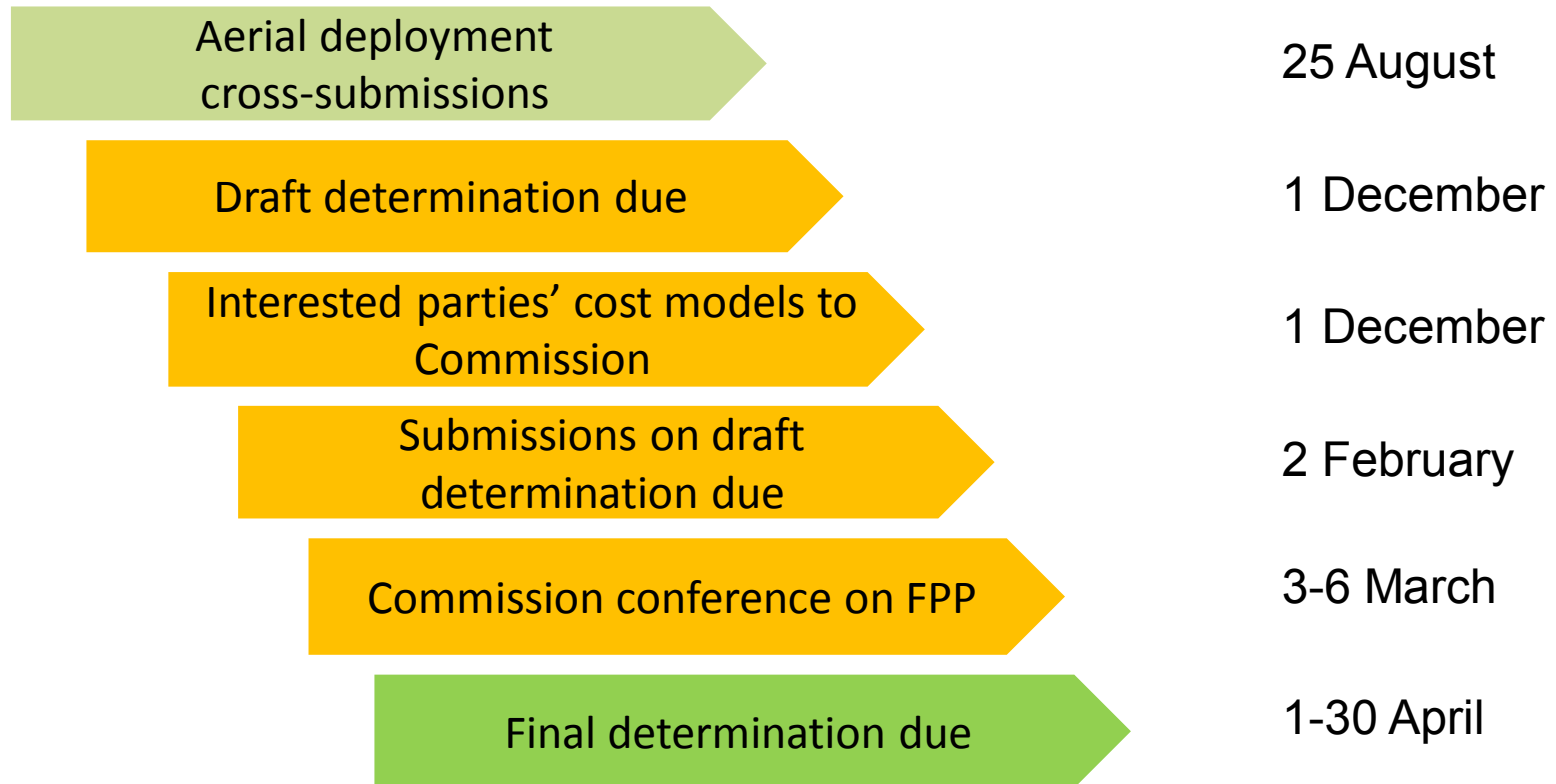 Aerial deployment
cross-submissions
25 August
Draft determination due
1 December
Interested parties’ cost models to
Commission
1 December
Submissions on draft
determination due
2 February
Commission conference on FPP
3-6 March
Final determination due
1-30 April